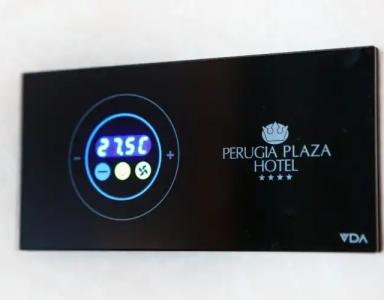 27.5C
- +
PERUGIA PLAZA
HOTEL
★★★★
VDA